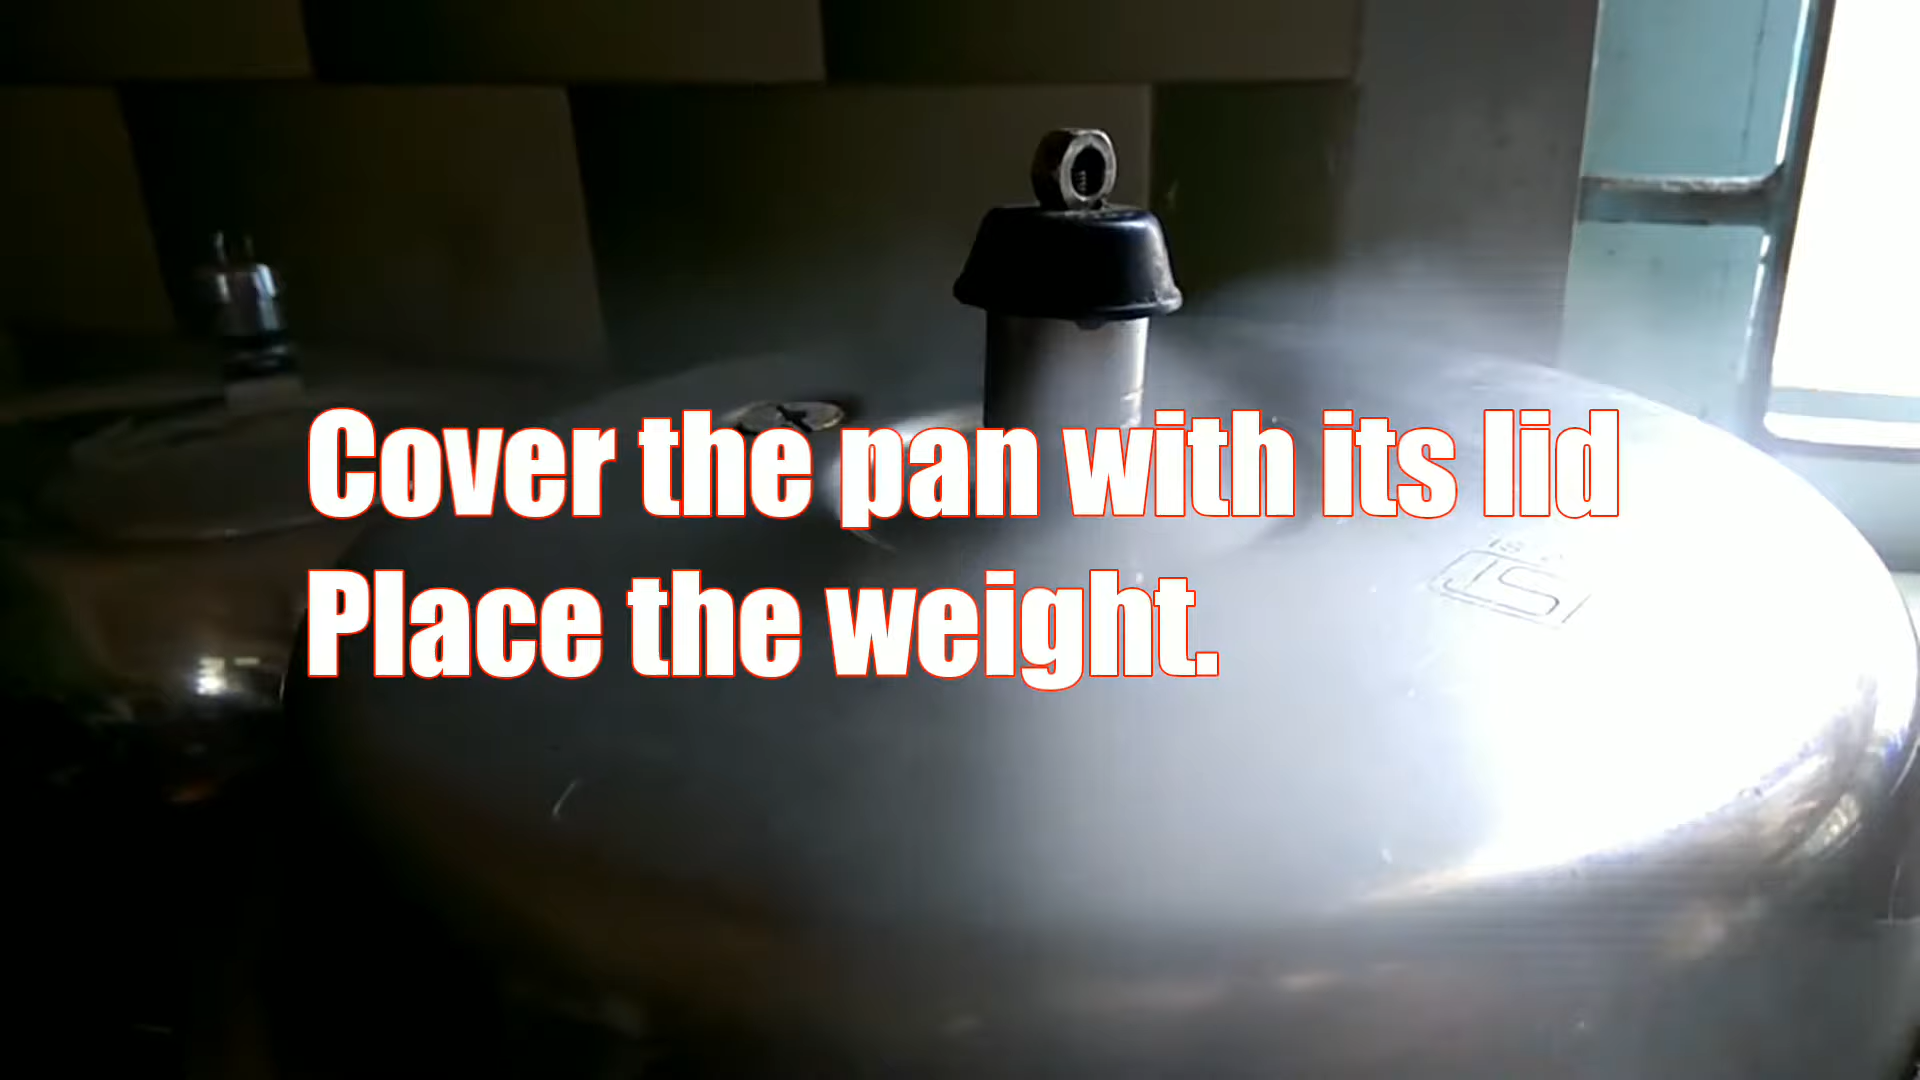 Cover the pan with its lid
Place the weight.